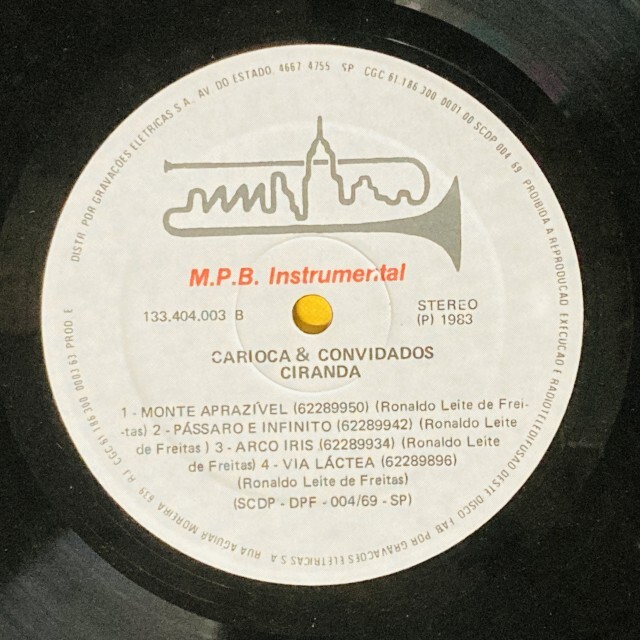 DISTR. POR GRAVAÇÕES ELÉTRICAS S.A. AV. DO ESTADO, 4667 4755 SP CGC 61.186.300 0001 00 SCDP 004 69 PROIBIDA A REPRODUÇÃO EXECUÇÃO E RADIOTELEDIFUSÃO DESTE DISCO FAB POR GRAVAÇÕES ELÉTRICAS S A RUA AGUIAR MOREIRA 639 RJ CGC 61 186 300 0003 63 PROD E
M.P.B. Instrumental
133.404.003 B
STEREO
(P) 1983
CARIOCA & CONVIDADOS
CIRANDA
1 - MONTE APRAZÍVEL (62289950) (Ronaldo Leite de Frei-
-tas) 2 - PÁSSARO E INFINITO (62289942) (Ronaldo Leite
de Freitas ) 3 - ARCO IRIS (62289934) (Ronaldo Leite
de Freitas) 4 - VIA LÁCTEA (62289896)
(Ronaldo Leite de Freitas)
(SCDP - DPF - 004/69 - SP)